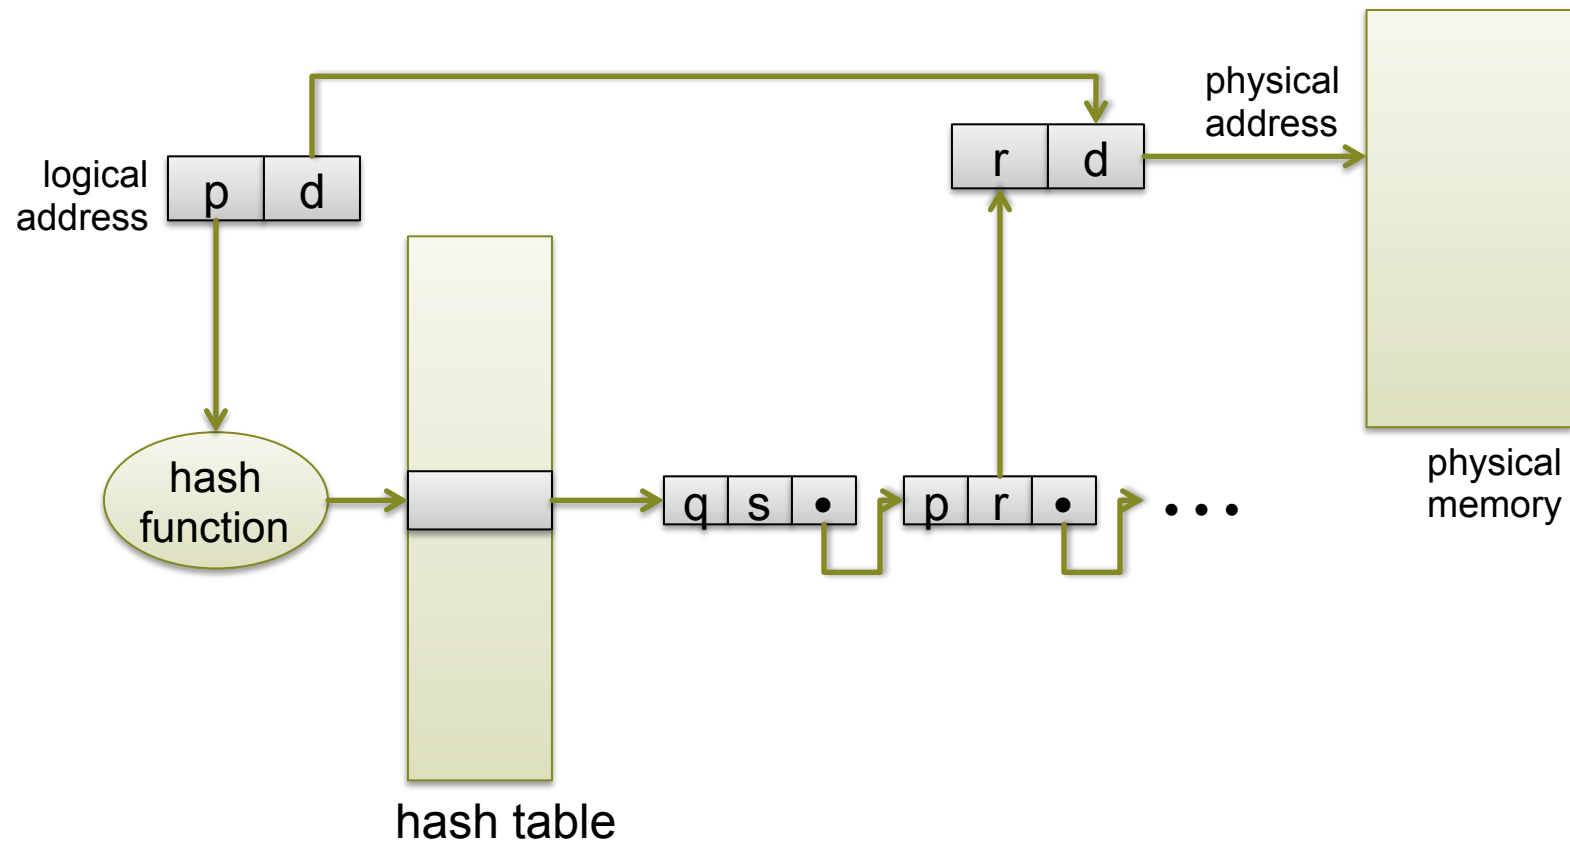 physical
address
r d
logical
address
p d
hash
function
q s •
p r •
...
physical
memory
hash table